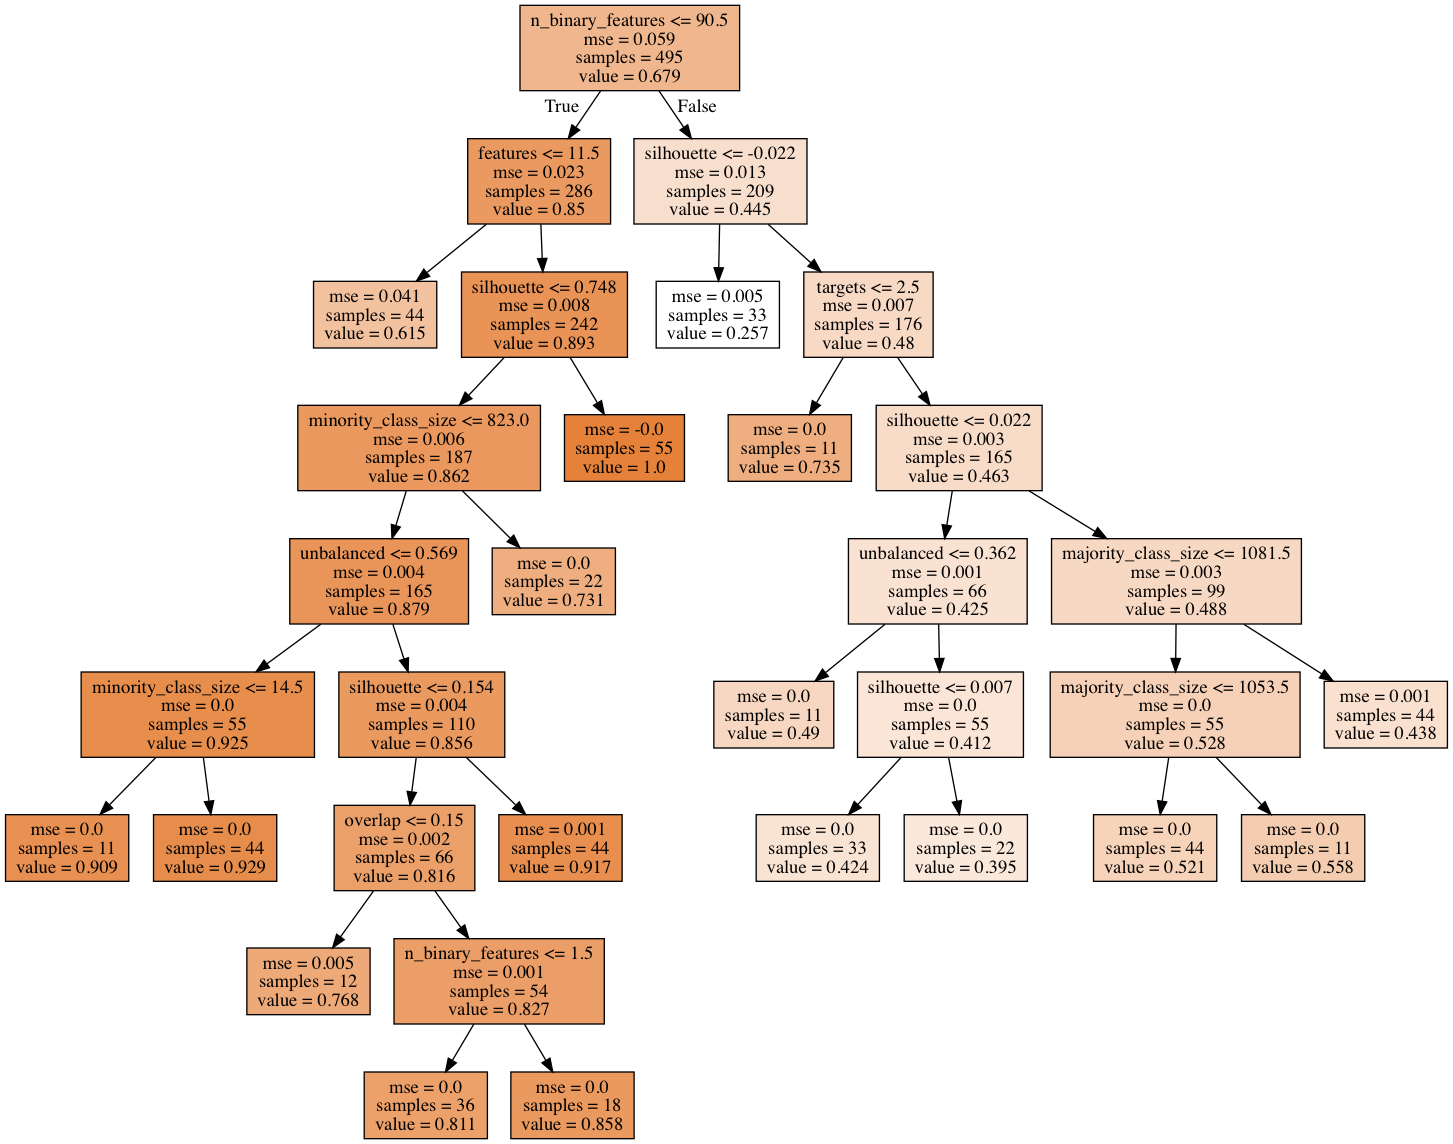 n_binary_features <= 90.5
mse = 0.059
samples = 495
value = 0.679
True
False
features <= 11.5
mse = 0.023
samples = 286
value = 0.85
silhouette <= -0.022
mse = 0.013
samples = 209
value = 0.445
mse = 0.041
samples = 44
value = 0.615
silhouette <= 0.748
mse = 0.008
samples = 242
value = 0.893
mse = 0.005
samples = 33
value = 0.257
targets <= 2.5
mse = 0.007
samples = 176
value = 0.48
minority_class_size <= 823.0
mse = 0.006
samples = 187
value = 0.862
mse = -0.0
samples = 55
value = 1.0
mse = 0.0
samples = 11
value = 0.735
silhouette <= 0.022
mse = 0.003
samples = 165
value = 0.463
unbalanced <= 0.569
mse = 0.004
samples = 165
value = 0.879
mse = 0.0
samples = 22
value = 0.731
unbalanced <= 0.362
mse = 0.001
samples = 66
value = 0.425
majority_class_size <= 1081.5
mse = 0.003
samples = 99
value = 0.488
minority_class_size <= 14.5
mse = 0.0
samples = 55
value = 0.925
silhouette <= 0.154
mse = 0.004
samples = 110
value = 0.856
mse = 0.0
samples = 11
value = 0.49
silhouette <= 0.007
mse = 0.0
samples = 55
value = 0.412
majority_class_size <= 1053.5
mse = 0.0
samples = 55
value = 0.528
mse = 0.001
samples = 44
value = 0.438
mse = 0.0
samples = 11
value = 0.909
mse = 0.0
samples = 44
value = 0.929
overlap <= 0.15
mse = 0.002
samples = 66
value = 0.816
mse = 0.001
samples = 44
value = 0.917
mse = 0.0
samples = 33
value = 0.424
mse = 0.0
samples = 22
value = 0.395
mse = 0.0
samples = 44
value = 0.521
mse = 0.0
samples = 11
value = 0.558
mse = 0.005
samples = 12
value = 0.768
n_binary_features <= 1.5
mse = 0.001
samples = 54
value = 0.827
mse = 0.0
samples = 36
value = 0.811
mse = 0.0
samples = 18
value = 0.858